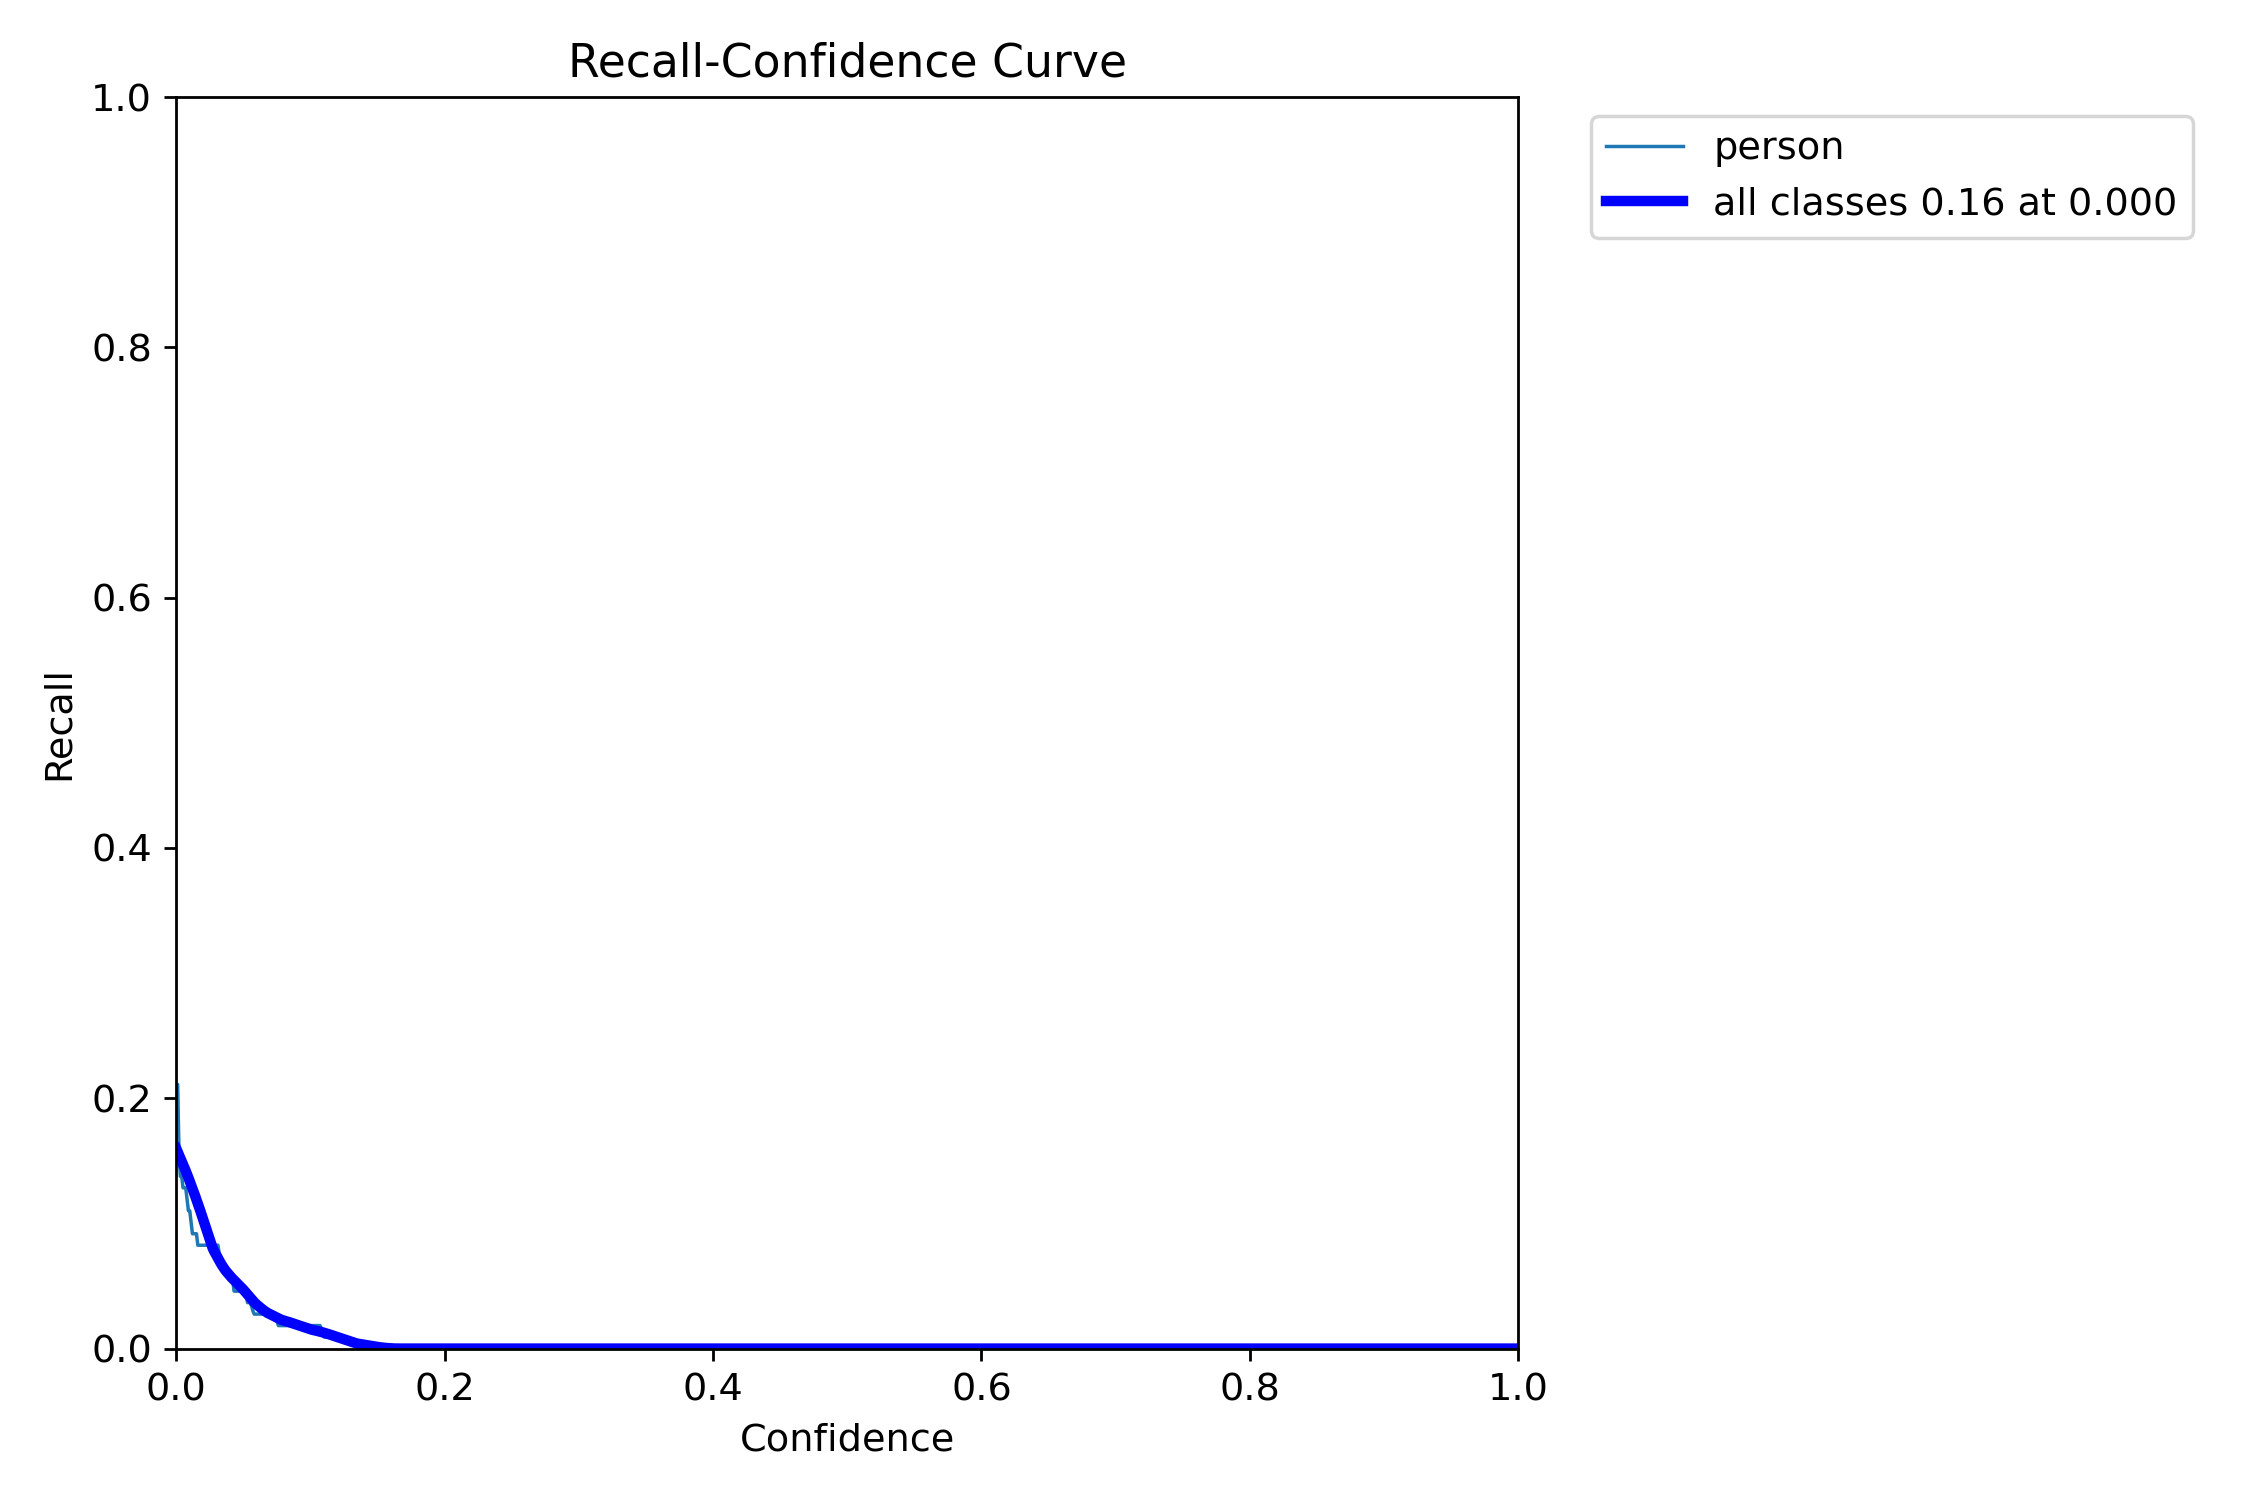 Recall-Confidence Curve
person
all classes 0.16 at 0.000
1.0
0.8
0.6
0.4
0.2
0.0
Recall
0.0 0.2 0.4 0.6 0.8 1.0
Confidence